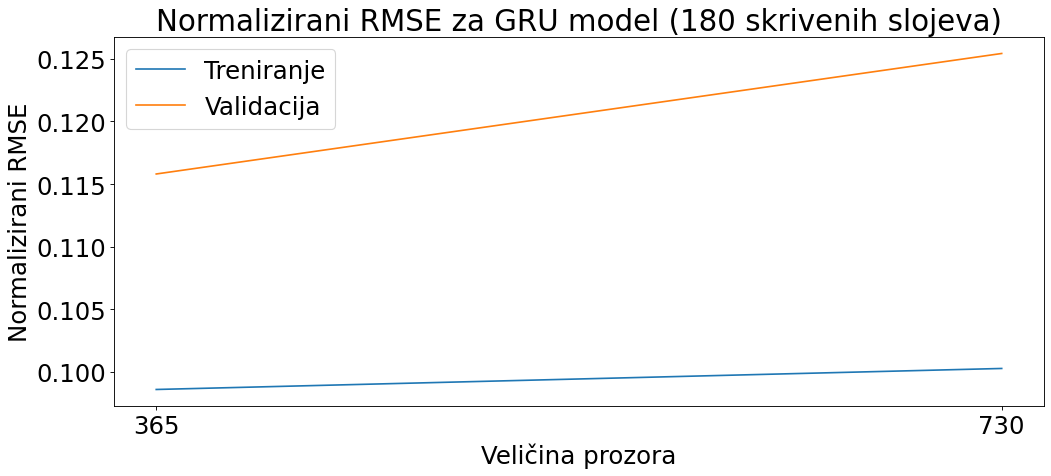 Normalizirani RMSE za GRU model (180 skrivenih slojeva)
Treniranje
Validacija
Normalizirani RMSE
0.125
0.120
0.115
0.110
0.105
0.100
365
730
Veličina prozora